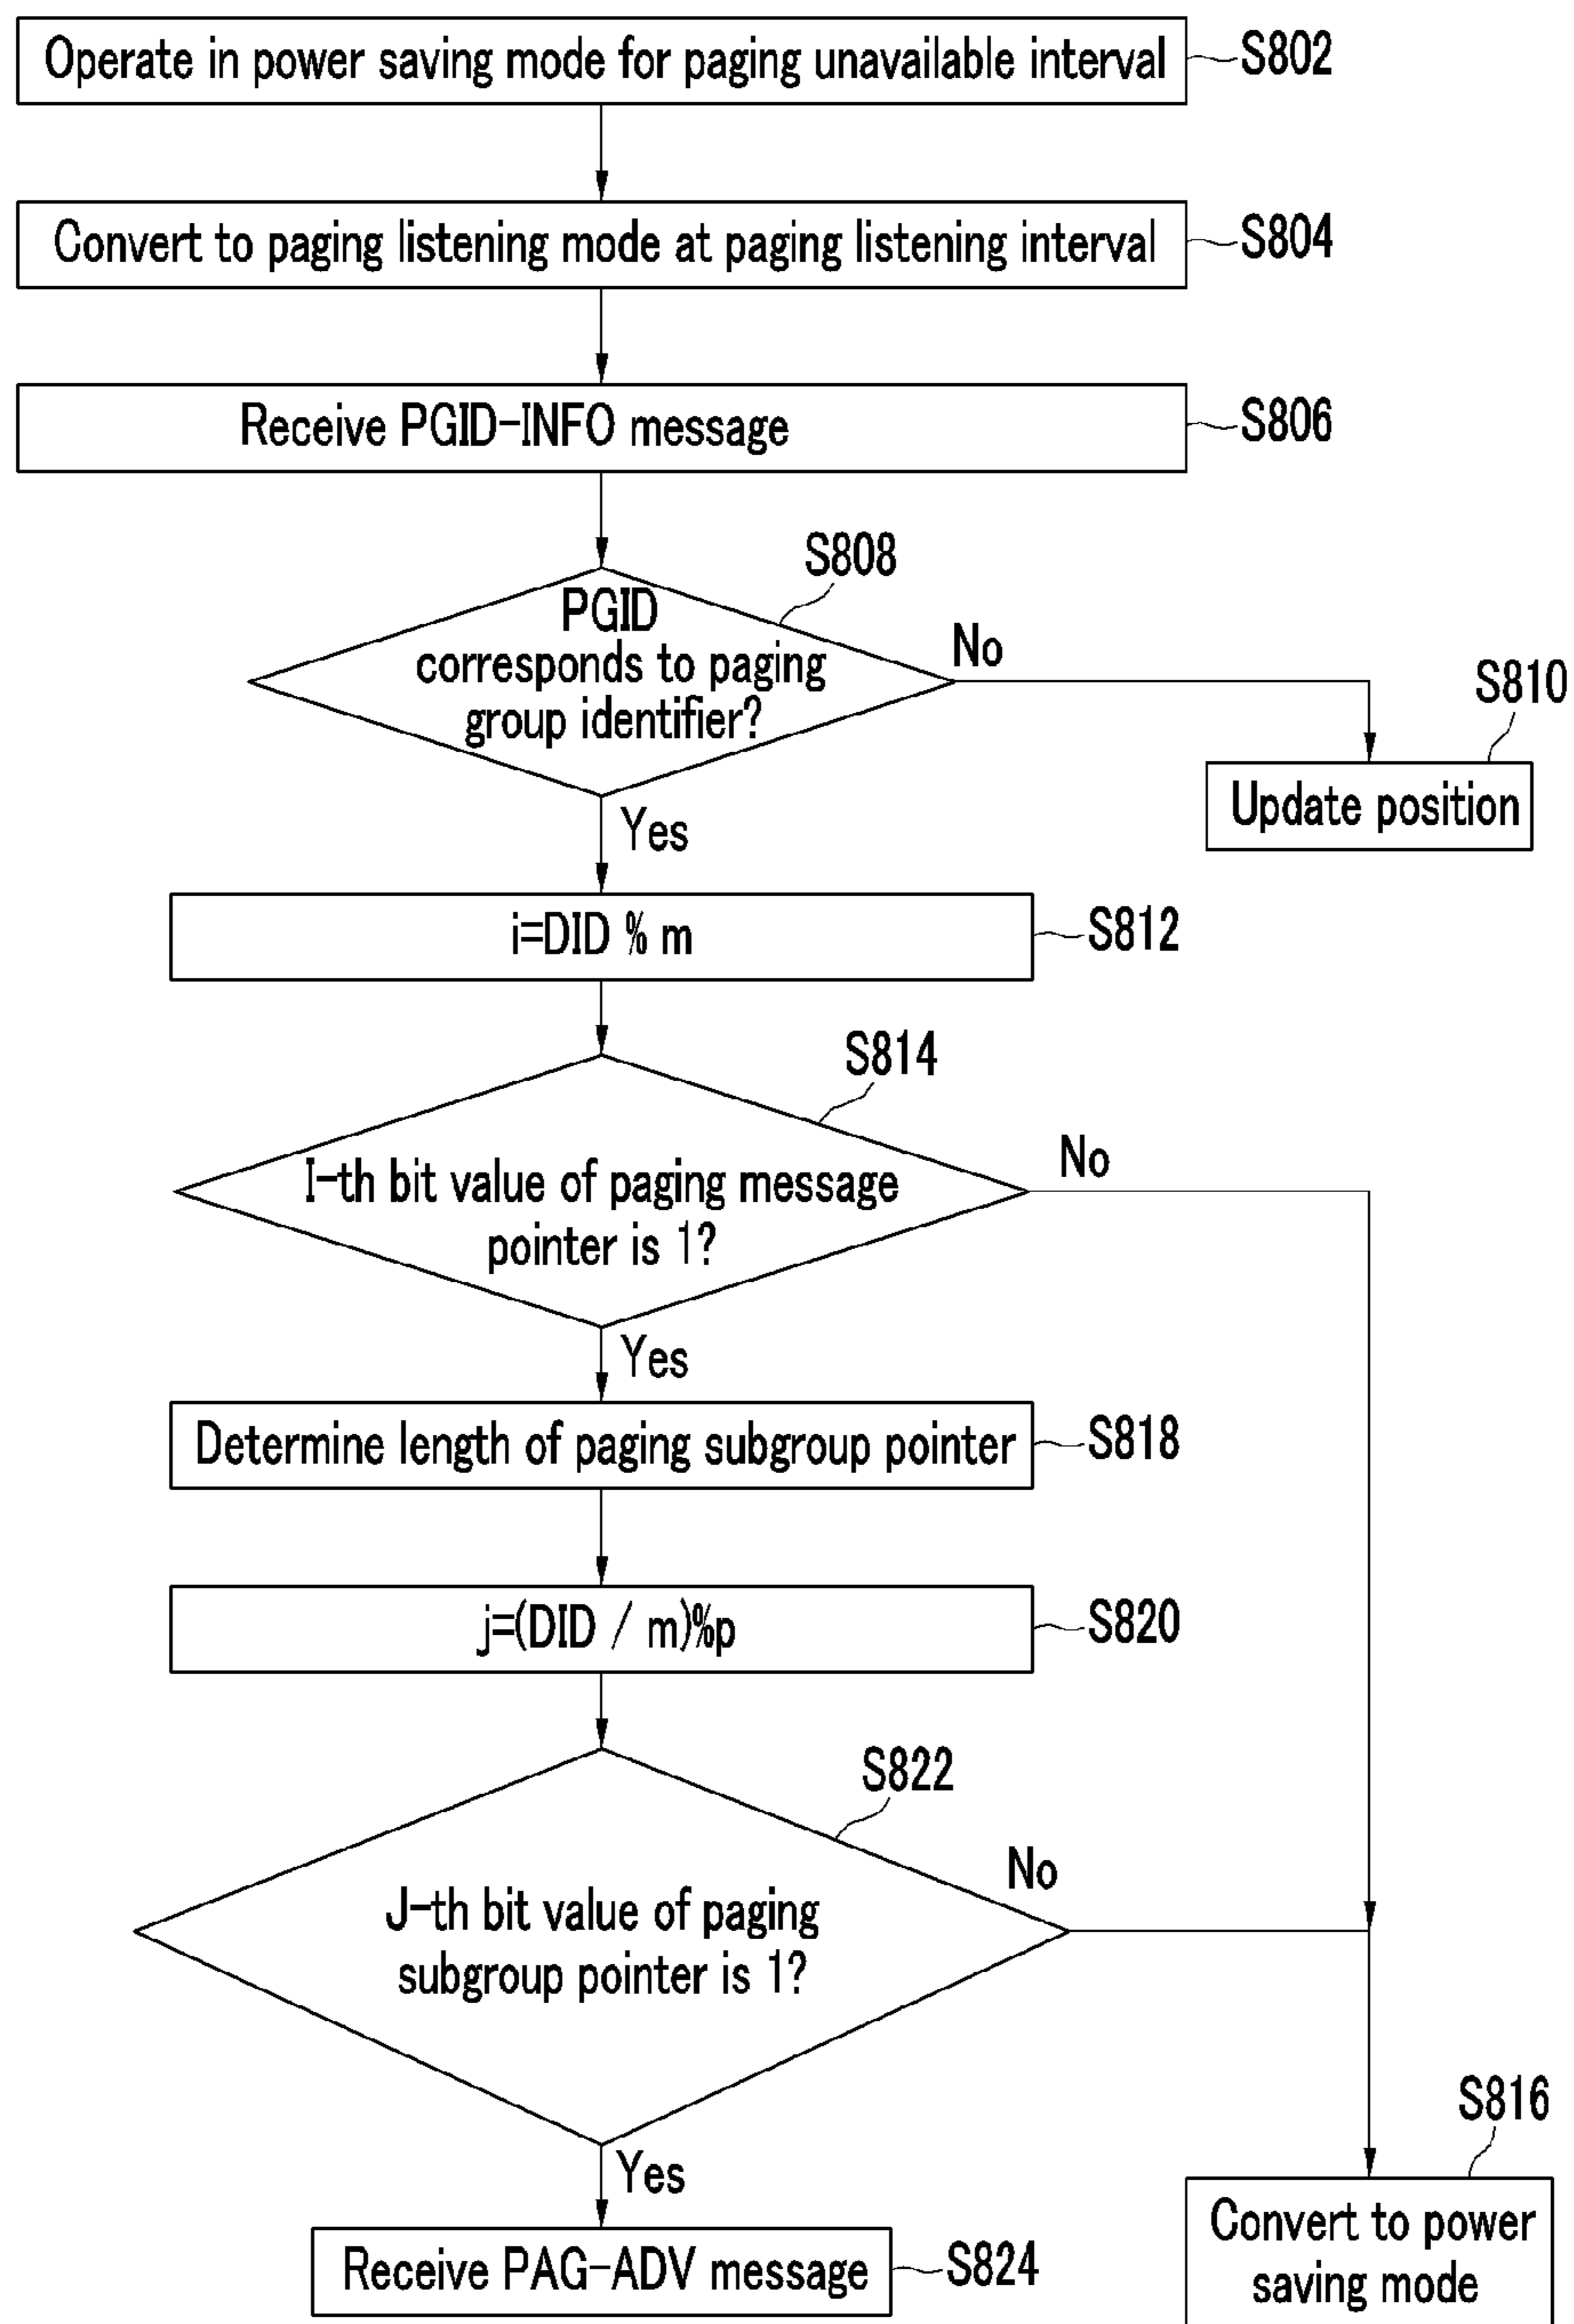 Operate in power saving mode for paging unavailable interval
S802
Convert to paging listening mode at paging listening interval
S804
Receive PGID-INFO message
S806
S808
PGID
corresponds to paging
group identifier?
No
S810
Update position
Yes
i=DID % m
S812
S814
I-th bit value of paging message
pointer is 1?
No
Yes
Determine length of paging subgroup pointer
S818
j=(DID / m)%p
S820
S822
J-th bit value of paging
subgroup pointer is 1?
No
Yes
S816
Convert to power
saving mode
Receive PAG-ADV message
S824